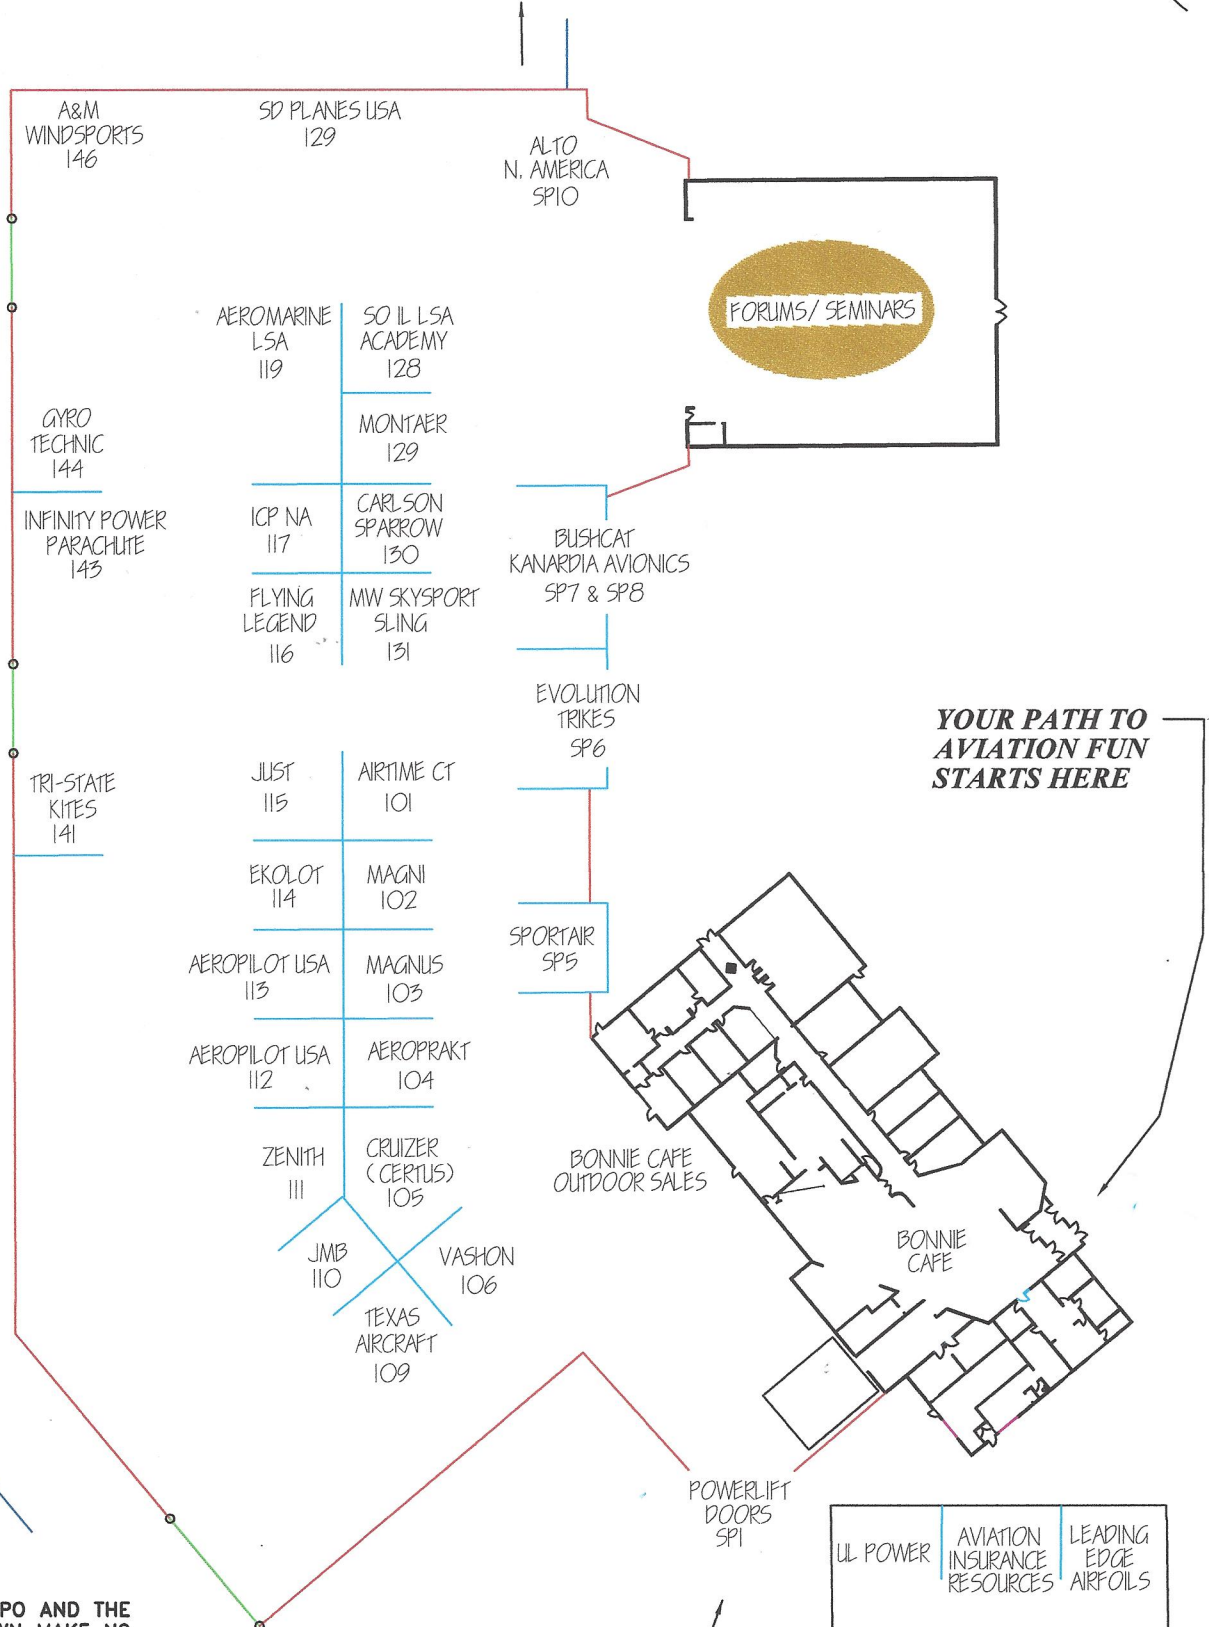 A&M
WINDSPORTS
146
SD PLANES USA
129
ALTO
N. AMERICA
SP10
FORUMS/ SEMINARS
AEROMARINE
LSA
119
SO IL LSA
ACADEMY
128
MONTAER
129
GYRO
TECHNIC
144
INFINITY POWER
PARACHUTE
143
ICP NA
117
CARLSON
SPARROW
130
FLYING
LEGEND
116
MW SKYSPORT
SLING
131
BUSHCAT
KANARDIA AVIONICS
SP7 & SP8
EVOLUTION
TRIKES
SP6
YOUR PATH TO
AVIATION FUN
STARTS HERE
TRI-STATE
KITES
141
JUST
115
AIRTIME CT
101
EKOLOT
114
MAGNI
102
AEROPILOT USA
113
MAGNUS
103
SPORTAIR
SP5
AEROPILOT USA
112
AEROPRAKT
104
ZENITH
111
CRUIZER
(CERTUS)
105
BONNIE CAFE
OUTDOOR SALES
BONNIE
CAFE
JMB
110
VASHON
106
TEXAS
AIRCRAFT
109
POWERLIFT
DOORS
SP1
UL POWER
AVIATION
INSURANCE
RESOURCES
LEADING
EDGE
AIRFOILS
PO AND THE
WN MAKE NO